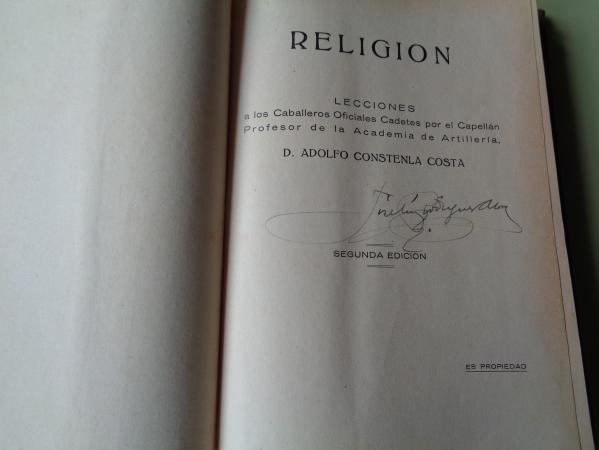 RELIGION
LECCIONES
a los Caballeros Oficiales Cadetes por el Capellán
Profesor de la Academia de Artillería,
D. ADOLFO CONSTENLA COSTA
SEGUNDA EDICION
ES PROPIEDAD